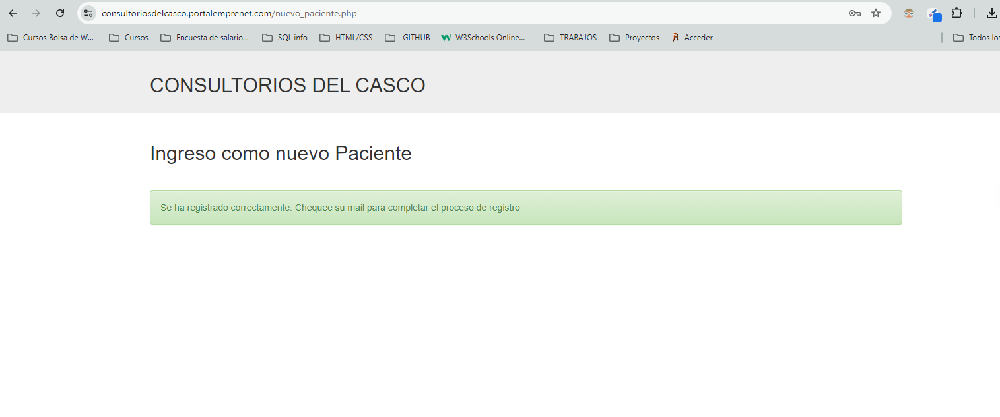 consultoriosdelcasco.portalemprenet.com/nuevo_paciente.php
Cursos Bolsa de W... Cursos Encuesta de salario... SQL info HTML/CSS GITHUB W3Schools Online... TRABAJOS Proyectos Acceder Todos los
CONSULTORIOS DEL CASCO
Ingreso como nuevo Paciente
Se ha registrado correctamente. Chequee su mail para completar el proceso de registro